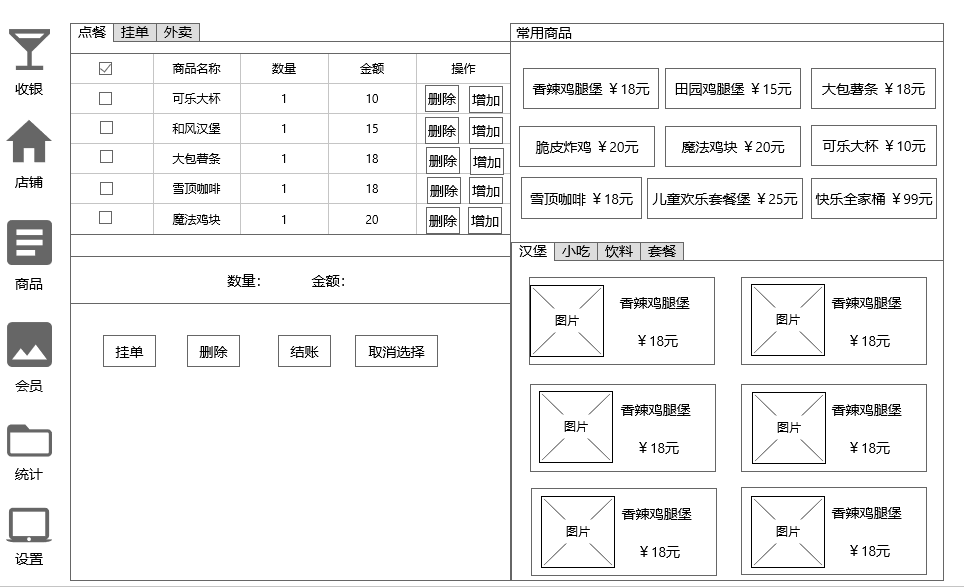 收银
店铺
商品
会员
统计
设置
点餐 挂单 外卖
商品名称 数量 金额 操作
可乐大杯 1 10 删除 增加
和风汉堡 1 15 删除 增加
大包薯条 1 18 删除 增加
雪顶咖啡 1 18 删除 增加
魔法鸡块 1 20 删除 增加
数量: 金额:
挂单 删除 结账 取消选择
常用商品
香辣鸡腿堡 ¥18元 田园鸡腿堡 ¥15元 大包薯条 ¥18元
脆皮炸鸡 ¥20元 魔法鸡块 ¥20元 可乐大杯 ¥10元
雪顶咖啡 ¥18元 儿童欢乐套餐堡 ¥25元 快乐全家桶 ¥99元
汉堡 小吃 饮料 套餐
图片 香辣鸡腿堡 ¥18元
图片 香辣鸡腿堡 ¥18元
图片 香辣鸡腿堡 ¥18元
图片 香辣鸡腿堡 ¥18元
图片 香辣鸡腿堡 ¥18元
图片 香辣鸡腿堡 ¥18元